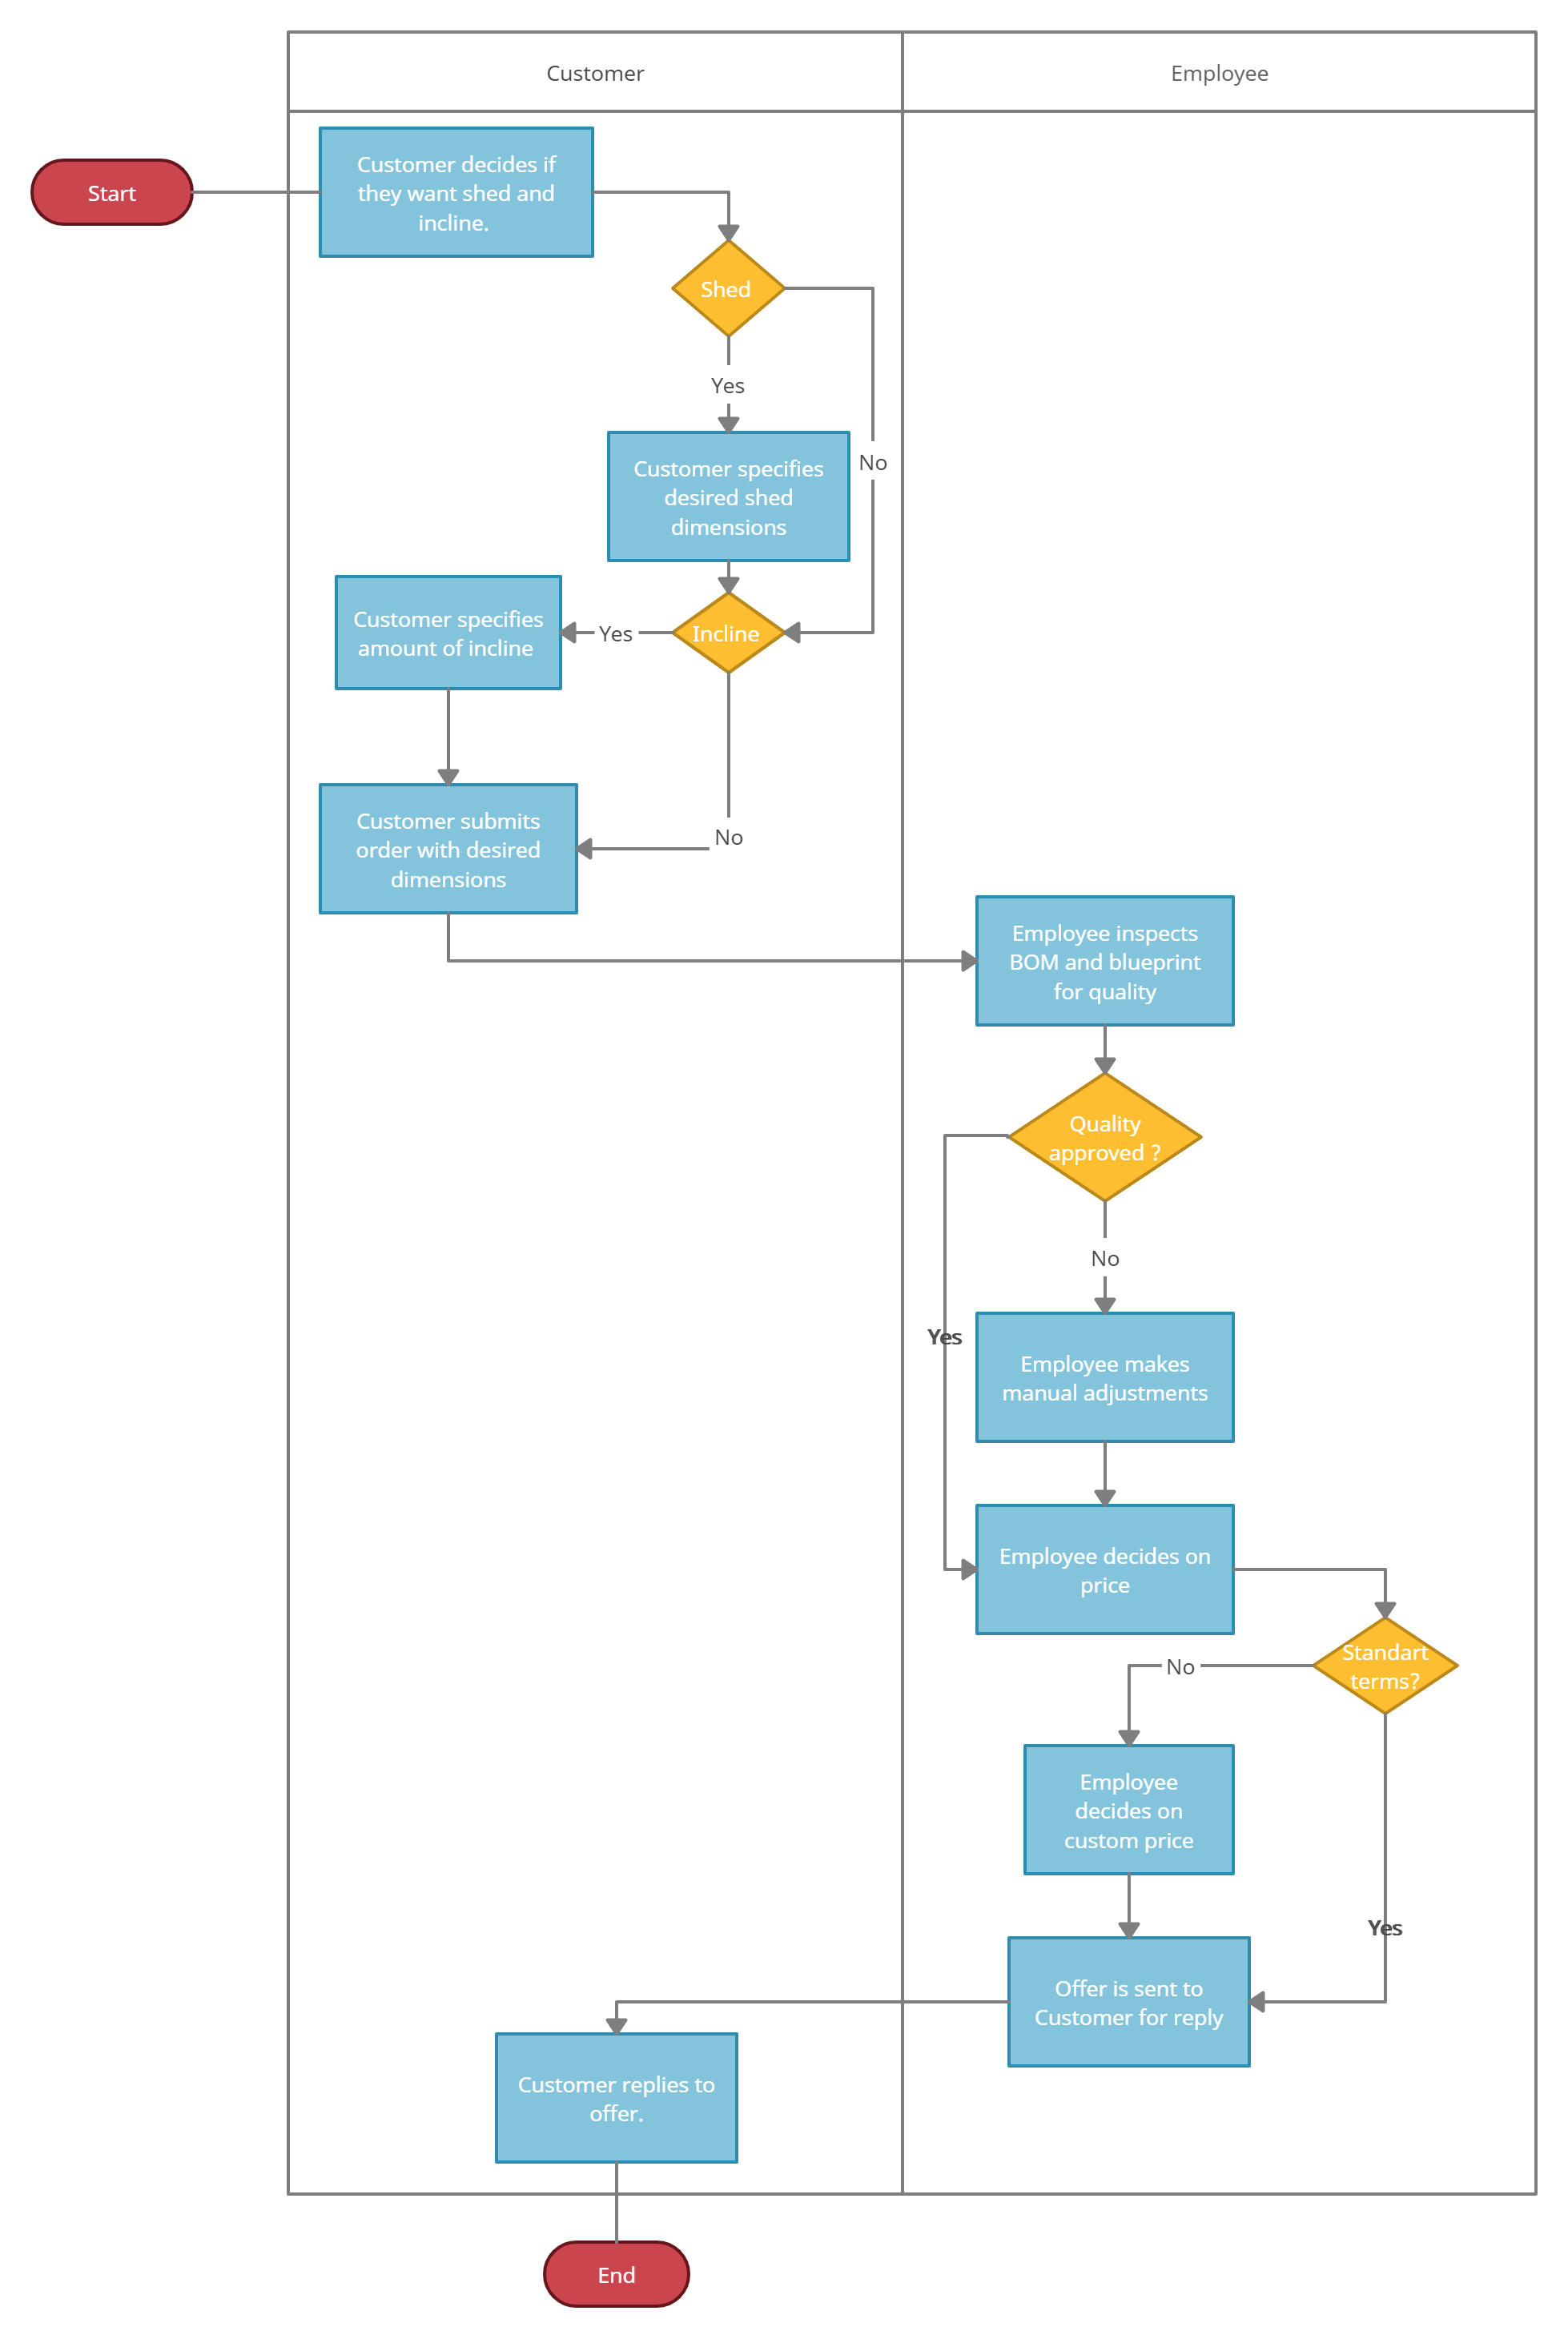 Customer
Employee
Start
Customer decides if
they want shed and
incline.
Shed
Yes
No
Customer specifies
desired shed
dimensions
Customer specifies
amount of incline
Yes
Incline
No
Customer submits
order with desired
dimensions
Employee inspects
BOM and blueprint
for quality
Quality
approved ?
No
Yes
Employee makes
manual adjustments
Employee decides on
price
Standart
terms?
No
Employee
decides on
custom price
Yes
Offer is sent to
Customer for reply
Customer replies to
offer.
End